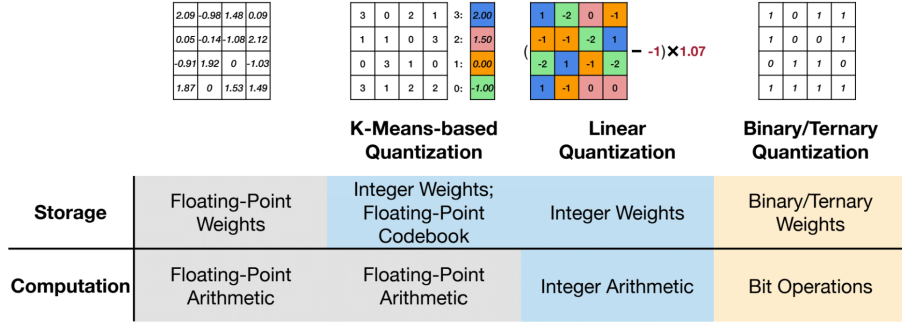 2.09 -0.98 1.48 0.09
0.05 -0.14 -1.08 2.12
-0.91 1.92 0 -1.03
1.87 0 1.53 1.49
3 0 2 1 3: 2.00
1 1 0 3 2: 1.50
0 3 1 0 1: 0.00
3 1 2 2 0: -1.00
1 -2 0 -1
-1 -1 -2 1
( − -1) ×1.07
-2 1 -1 -2
1 -1 0 0
1 0 1 1
1 0 0 1
0 1 1 0
1 1 1 1
K-Means-based
Quantization
Linear
Quantization
Binary/Ternary
Quantization
Storage
Floating-Point
Weights
Integer Weights;
Floating-Point
Codebook
Integer Weights
Binary/Ternary
Weights
Computation
Floating-Point
Arithmetic
Floating-Point
Arithmetic
Integer Arithmetic
Bit Operations